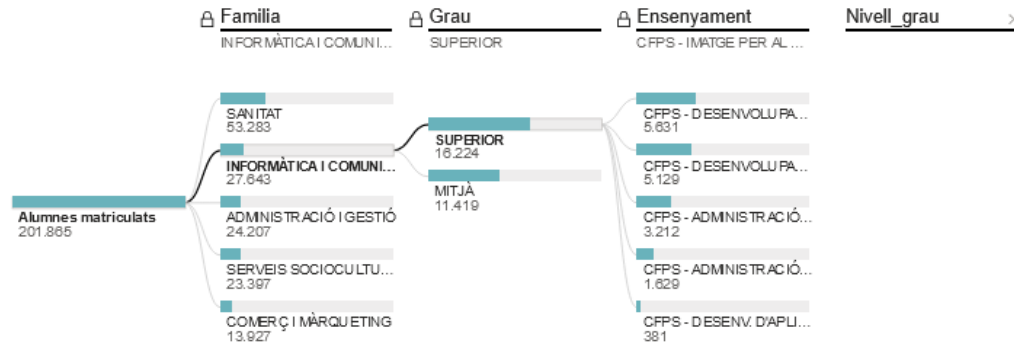 Familia
Grau
Ensenyament
Nivell_grau
INFORMÀTICA I COMUNI...
SUPERIOR
CFPS - IMATGE PER AL ...
SANITAT
53.283
INFORMÀTICA I COMUNI...
27.643
ADMINISTRACIÓ I GESTIÓ
24.207
SERVEIS SOCIOCULTU...
23.397
COMERÇ I MÀRQUETING
13.927
Alumnes matriculats
201.865
SUPERIOR
16.224
MITJÀ
11.419
CFPS - DESENVOLUPA...
5.631
CFPS - DESENVOLUPA...
5.129
CFPS - ADMINISTRACIÓ...
3.212
CFPS - ADMINISTRACIÓ...
1.629
CFPS - DESENV. D'APLI...
381